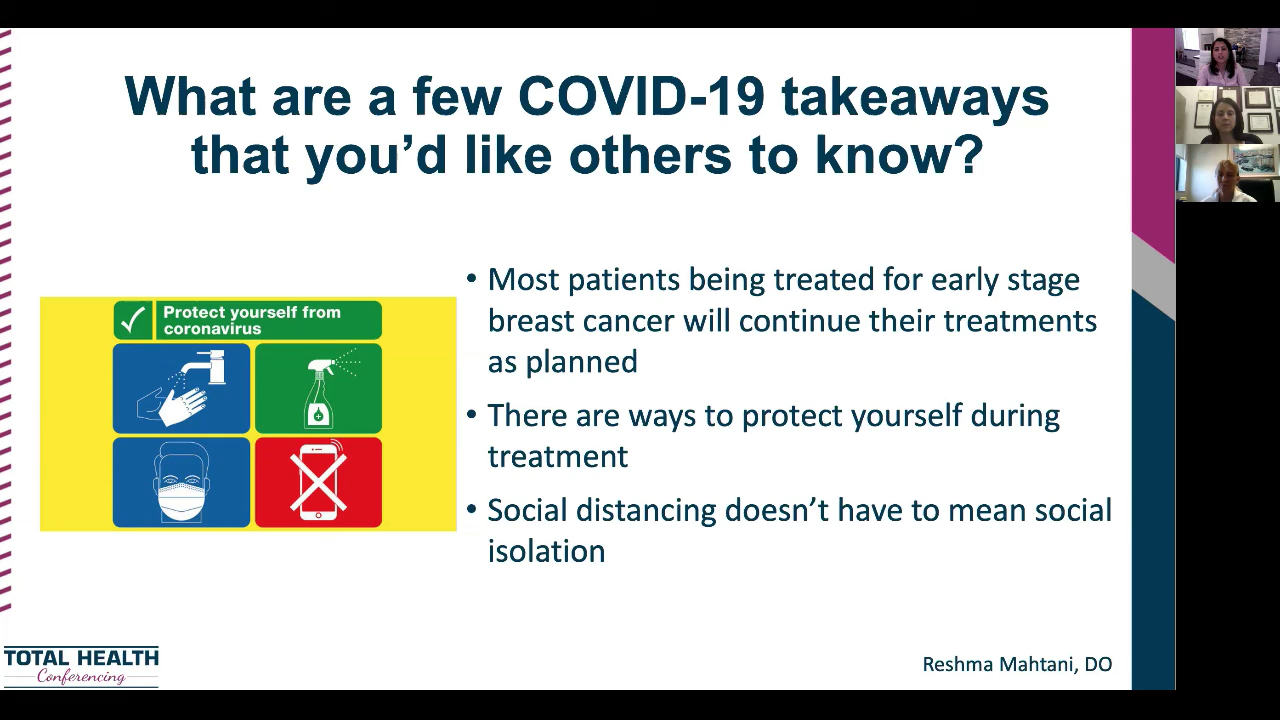 What are a few COVID-19 takeaways
that you’d like others to know?
Protect yourself from
coronavirus
• Most patients being treated for early stage
breast cancer will continue their treatments
as planned
• There are ways to protect yourself during
treatment
• Social distancing doesn’t have to mean social
isolation
TOTAL HEALTH
Conferencing
Reshma Mahtani, DO